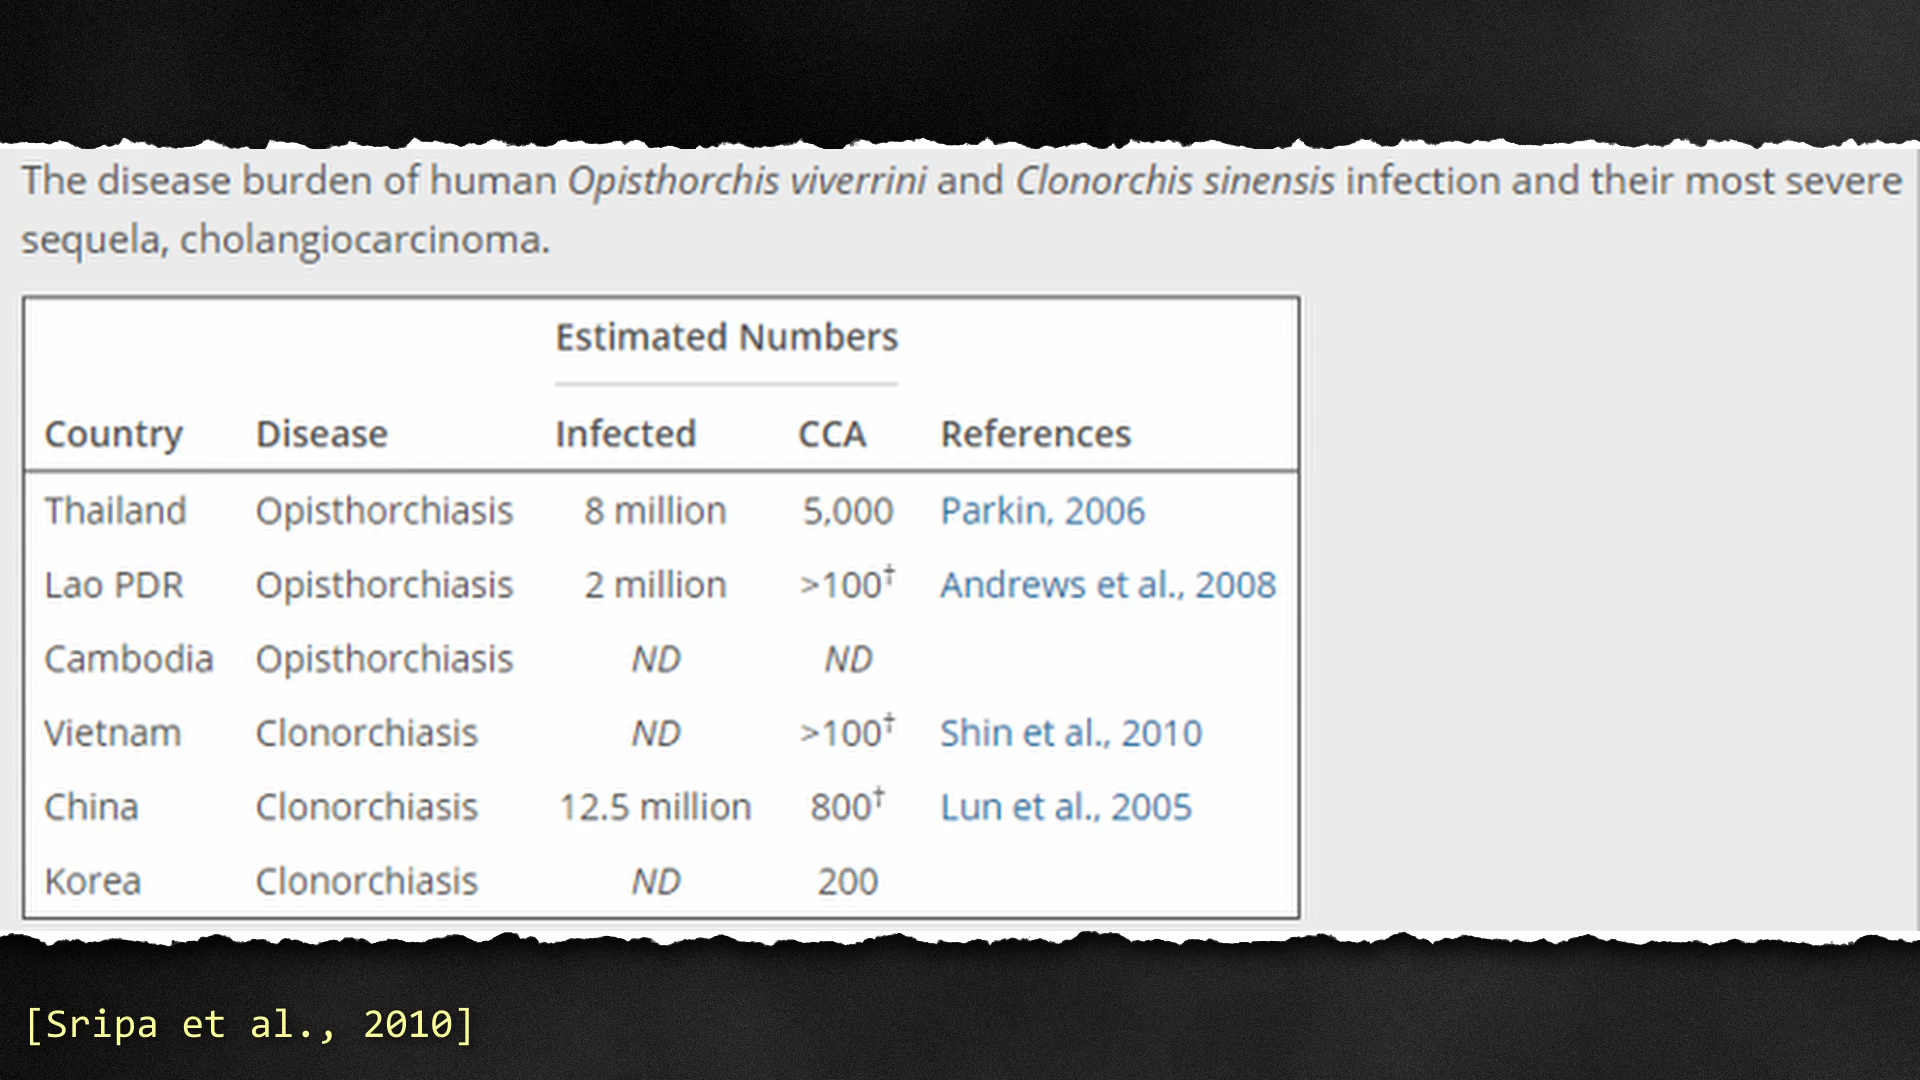 The disease burden of human Opisthorchis viverrini and Clonorchis sinensis infection and their most severe
sequela, cholangiocarcinoma.
Estimated Numbers
Country Disease Infected CCA References
Thailand Opisthorchiasis 8 million 5,000 Parkin, 2006
Lao PDR Opisthorchiasis 2 million >100† Andrews et al., 2008
Cambodia Opisthorchiasis ND ND
Vietnam Clonorchiasis ND >100† Shin et al., 2010
China Clonorchiasis 12.5 million 800† Lun et al., 2005
Korea Clonorchiasis ND 200
[Sripa et al., 2010]